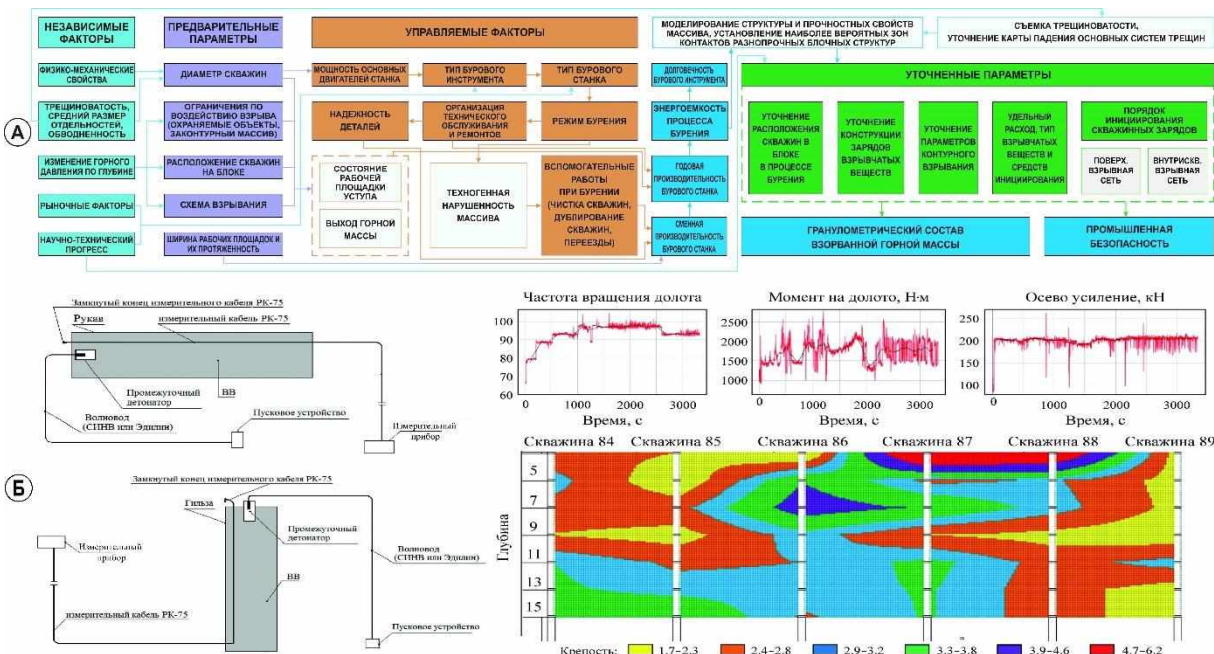 НЕЗАВИСИМЫЕ
ФАКТОРЫ
ПРЕДВАРИТЕЛЬНЫЕ
ПАРАМЕТРЫ
УПРАВЛЯЕМЫЕ ФАКТОРЫ
МОДЕЛИРОВАНИЕ СТРУКТУРЫ И ПРОЧНОСТНЫХ СВОЙСТВ
МАССИВА, УСТАНОВЛЕНИЕ НАИБОЛЕЕ ВЕРОЯТНЫХ ЗОН
КОНТАКТОВ РАЗНОПРОЧНЫХ БЛОЧНЫХ СТРУКТУР
СЪЕМКА ТРЕЩИНОВАТОСТИ,
УТОЧНЕНИЕ КАРТЫ ПАДЕНИЯ ОСНОВНЫХ СИСТЕМ ТРЕЩИН
ФИЗИКО-МЕХАНИЧЕСКИЕ
СВОЙСТВА
ДИАМЕТР СКВАЖИН
МОЩНОСТЬ ОСНОВНЫХ
ДВИГАТЕЛЕЙ СТАНКА
ТИП БУРОВОГО
ИНСТРУМЕНТА
ТИП БУРОВОГО
СТАНКА
ДОЛГОВЕЧНОСТЬ
БУРОВОГО ИНСТРУМЕНТА
УТОЧНЕННЫЕ ПАРАМЕТРЫ
А
ТРЕЩИНОВАТОСТЬ,
СРЕДНИЙ РАЗМЕР
ОТДЕЛЬНОСТЕЙ,
ОБВОДНЕННОСТЬ
ОГРАНИЧЕНИЯ ПО
ВОЗДЕЙСТВИЮ ВЗРЫВА
(ОХРАНЯЕМЫЕ ОБЪЕКТЫ,
ЗАКОНТУРНЫЙ МАССИВ)
НАДЕЖНОСТЬ
ДЕТАЛЕЙ
ОРГАНИЗАЦИЯ
ТЕХНИЧЕСКОГО
ОБСЛУЖИВАНИЯ
И РЕМОНТОВ
РЕЖИМ БУРЕНИЯ
ЭНЕРГОЕМКОСТЬ
ПРОЦЕССА
БУРЕНИЯ
УТОЧНЕНИЕ
РАСПОЛОЖЕНИЯ
СКВАЖИН В
БЛОКЕ
В ПРОЦЕССЕ
БУРЕНИЯ
УТОЧНЕНИЕ
КОНСТРУКЦИИ
ЗАРЯДОВ
ВЗРЫВЧАТЫХ
ВЕЩЕСТВ
УТОЧНЕНИЕ
ПАРАМЕТРОВ
КОНТУРНОГО
ВЗРЫВАНИЯ
УДЕЛЬНЫЙ
РАСХОД, ТИП
ВЗРЫВЧАТЫХ
ВЕЩЕСТВ И
СРЕДСТВ
ИНИЦИИРОВАНИЯ
ПОРЯДОК
ИНИЦИИРОВАНИЯ
СКВАЖИННЫХ ЗАРЯДОВ
ПОВЕРХ.
ВЗРЫВНАЯ
СЕТЬ
ВНУТРИСКВ.
ВЗРЫВНАЯ
СЕТЬ
ИЗМЕНЕНИЕ ГОРНОГО
ДАВЛЕНИЯ ПО ГЛУБИНЕ
РАСПОЛОЖЕНИЕ СКВАЖИН
НА БЛОКЕ
СОСТОЯНИЕ
РАБОЧЕЙ
ПЛОЩАДКИ
УСТУПА
ВЫХОД ГОРНОЙ
МАССЫ
ТЕХНОГЕННАЯ
НАРУШЕННОСТЬ
МАССИВА
ВСПОМОГАТЕЛЬНЫЕ
РАБОТЫ
ПРИ БУРЕНИИ
(ЧИСТКА СКВАЖИН,
ДУБЛИРОВАНИЕ
СКВАЖИН,
ПЕРЕЕЗДЫ)
ГОДОВАЯ
ПРОИЗВОДИТЕЛЬНОСТЬ
БУРОВОГО СТАНКА
РЫНОЧНЫЕ ФАКТОРЫ
СХЕМА ВЗРЫВАНИЯ
НАУЧНО-ТЕХНИЧЕСКИЙ
ПРОГРЕСС
ШИРИНА РАБОЧИХ ПЛОЩАДОК И
ИХ ПРОТЯЖЕННОСТЬ
СМЕННАЯ
ПРОИЗВОДИТЕЛЬНОСТЬ
БУРОВОГО СТАНКА
ГРАНУЛОМЕТРИЧЕСКИЙ СОСТАВ
ВЗОРВАННОЙ ГОРНОЙ МАССЫ
ПРОМЫШЛЕННАЯ
БЕЗОПАСНОСТЬ
Замкнутый конец измерительного кабеля РК-75
Рукав
измерительный кабель РК-75
Промежуточный
детонатор
ВВ
Волновод
(СИНВ или Эдилин)
Пусковое устройство
Измерительный
прибор
Частота вращения долота
100
90
80
70
60
0 1000 2000 3000
Время, с
Момент на долото, Н·м
2500
2000
1500
1000
0 1000 2000 3000
Время, с
Осево усиление, кН
250
200
150
100
0 1000 2000 3000
Время, с
Б
Замкнутый конец измерительного кабеля РК-75
Гильза
Промежуточный
детонатор
Измерительный
прибор
Волновод
(СИНВ или Эдилин)
ВВ
измерительный кабель РК-75
Пусковое устройство
Скважина 84 Скважина 85 Скважина 86 Скважина 87 Скважина 88 Скважина 89
Глубина
5
7
9
11
13
15
Крепость: 1.7–2.3 2.4–2.8 2.9–3.2 3.3–3.8 3.9–4.6 4.7–6.2